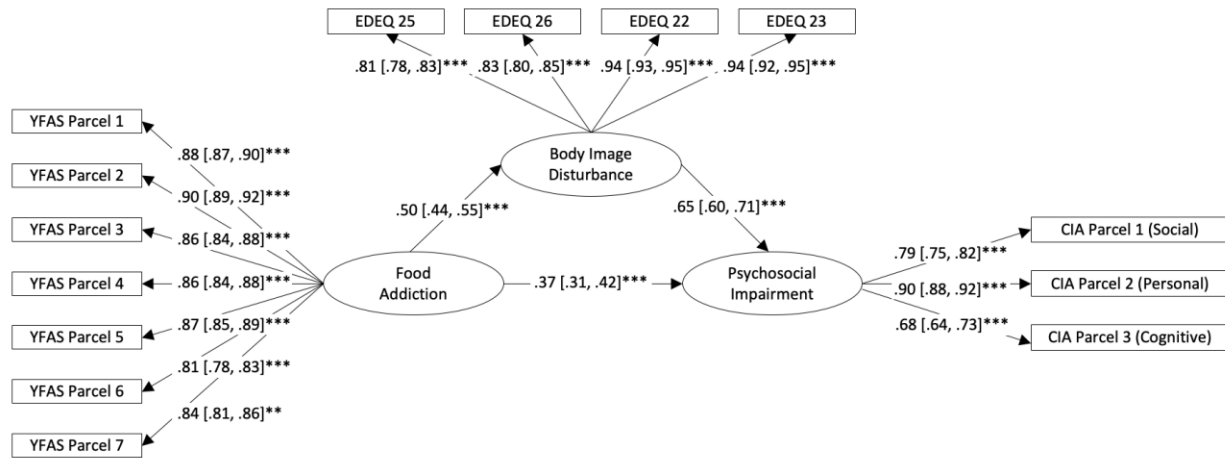 EDEQ 25
EDEQ 26
EDEQ 22
EDEQ 23
.81 [.78, .83]***
.83 [.80, .85]***
.94 [.93, .95]***
.94 [.92, .95]***
YFAS Parcel 1
YFAS Parcel 2
YFAS Parcel 3
YFAS Parcel 4
YFAS Parcel 5
YFAS Parcel 6
YFAS Parcel 7
.88 [.87, .90]***
.90 [.89, .92]***
.86 [.84, .88]***
.86 [.84, .88]***
.87 [.85, .89]***
.81 [.78, .83]***
.84 [.81, .86]**
Body Image
Disturbance
.50 [.44, .55]***
.65 [.60, .71]***
Food
Addiction
.37 [.31, .42]***
Psychosocial
Impairment
.79 [.75, .82]***
.90 [.88, .92]***
.68 [.64, .73]***
CIA Parcel 1 (Social)
CIA Parcel 2 (Personal)
CIA Parcel 3 (Cognitive)